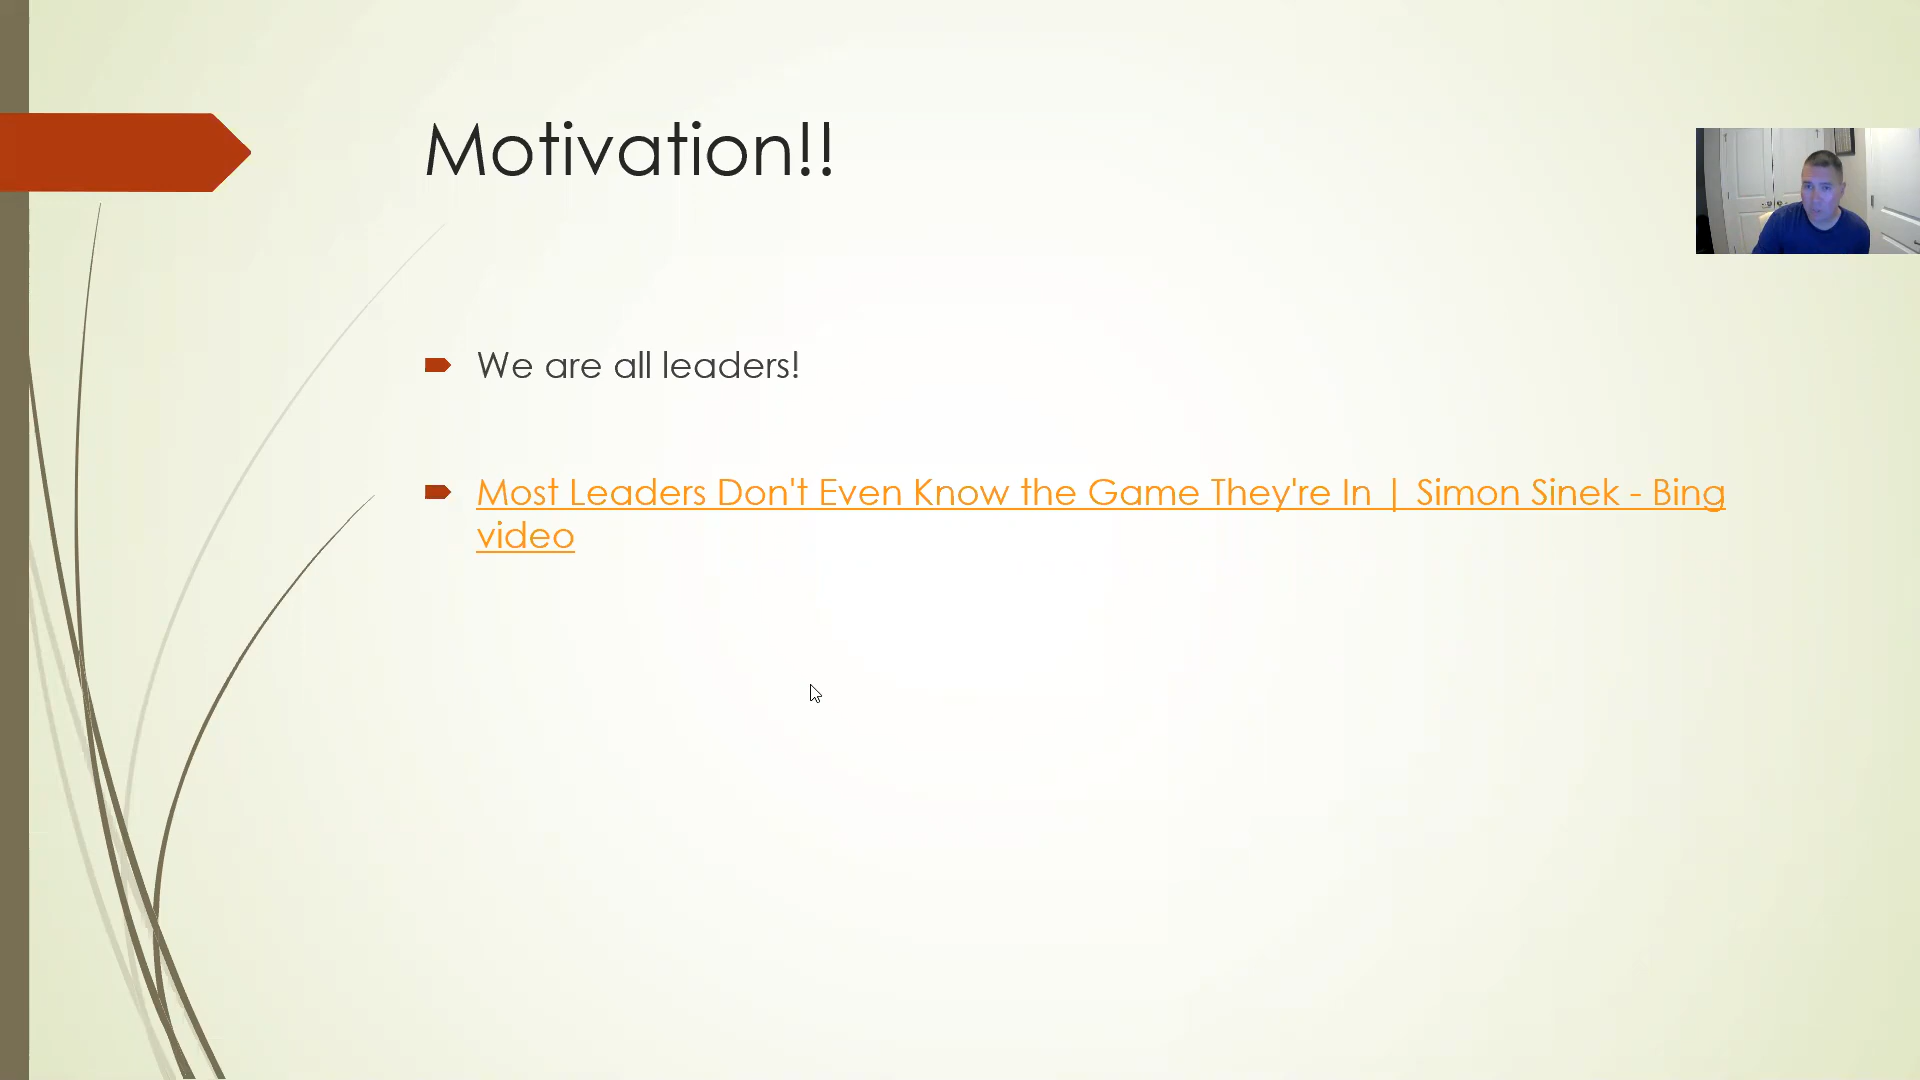 Motivation!!
We are all leaders!
Most Leaders Don't Even Know the Game They're In | Simon Sinek - Bing
video